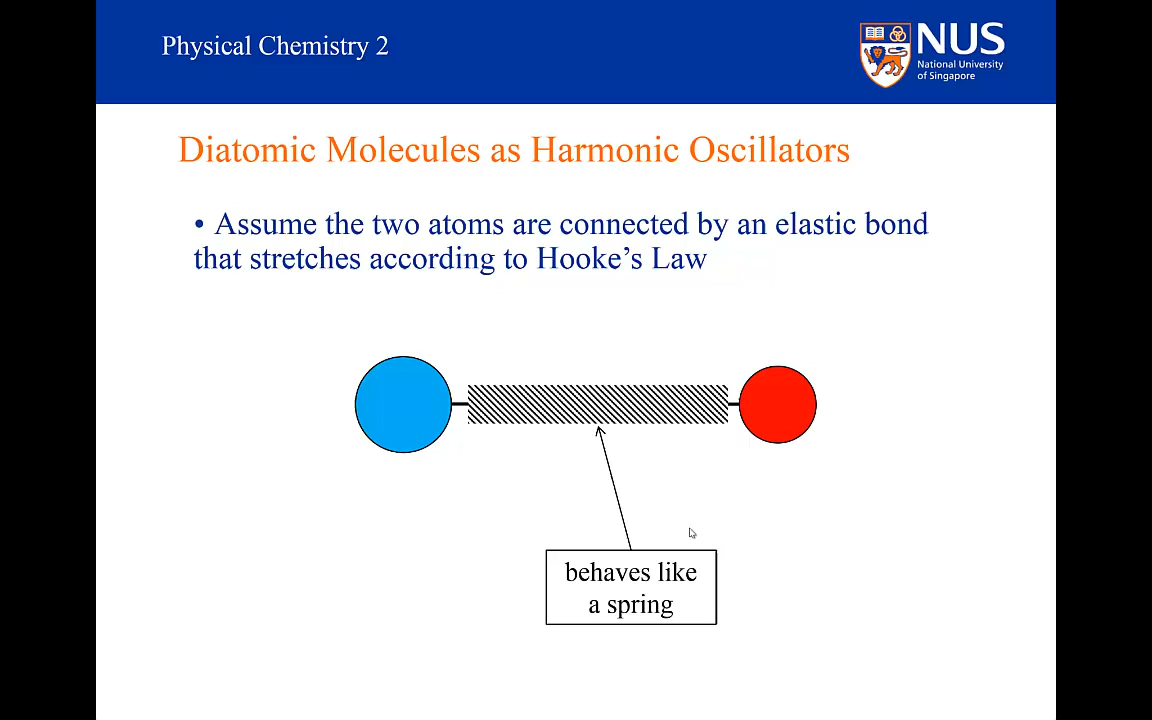 Physical Chemistry 2
NUS
National University
of Singapore
Diatomic Molecules as Harmonic Oscillators
• Assume the two atoms are connected by an elastic bond
that stretches according to Hooke’s Law
behaves like
a spring